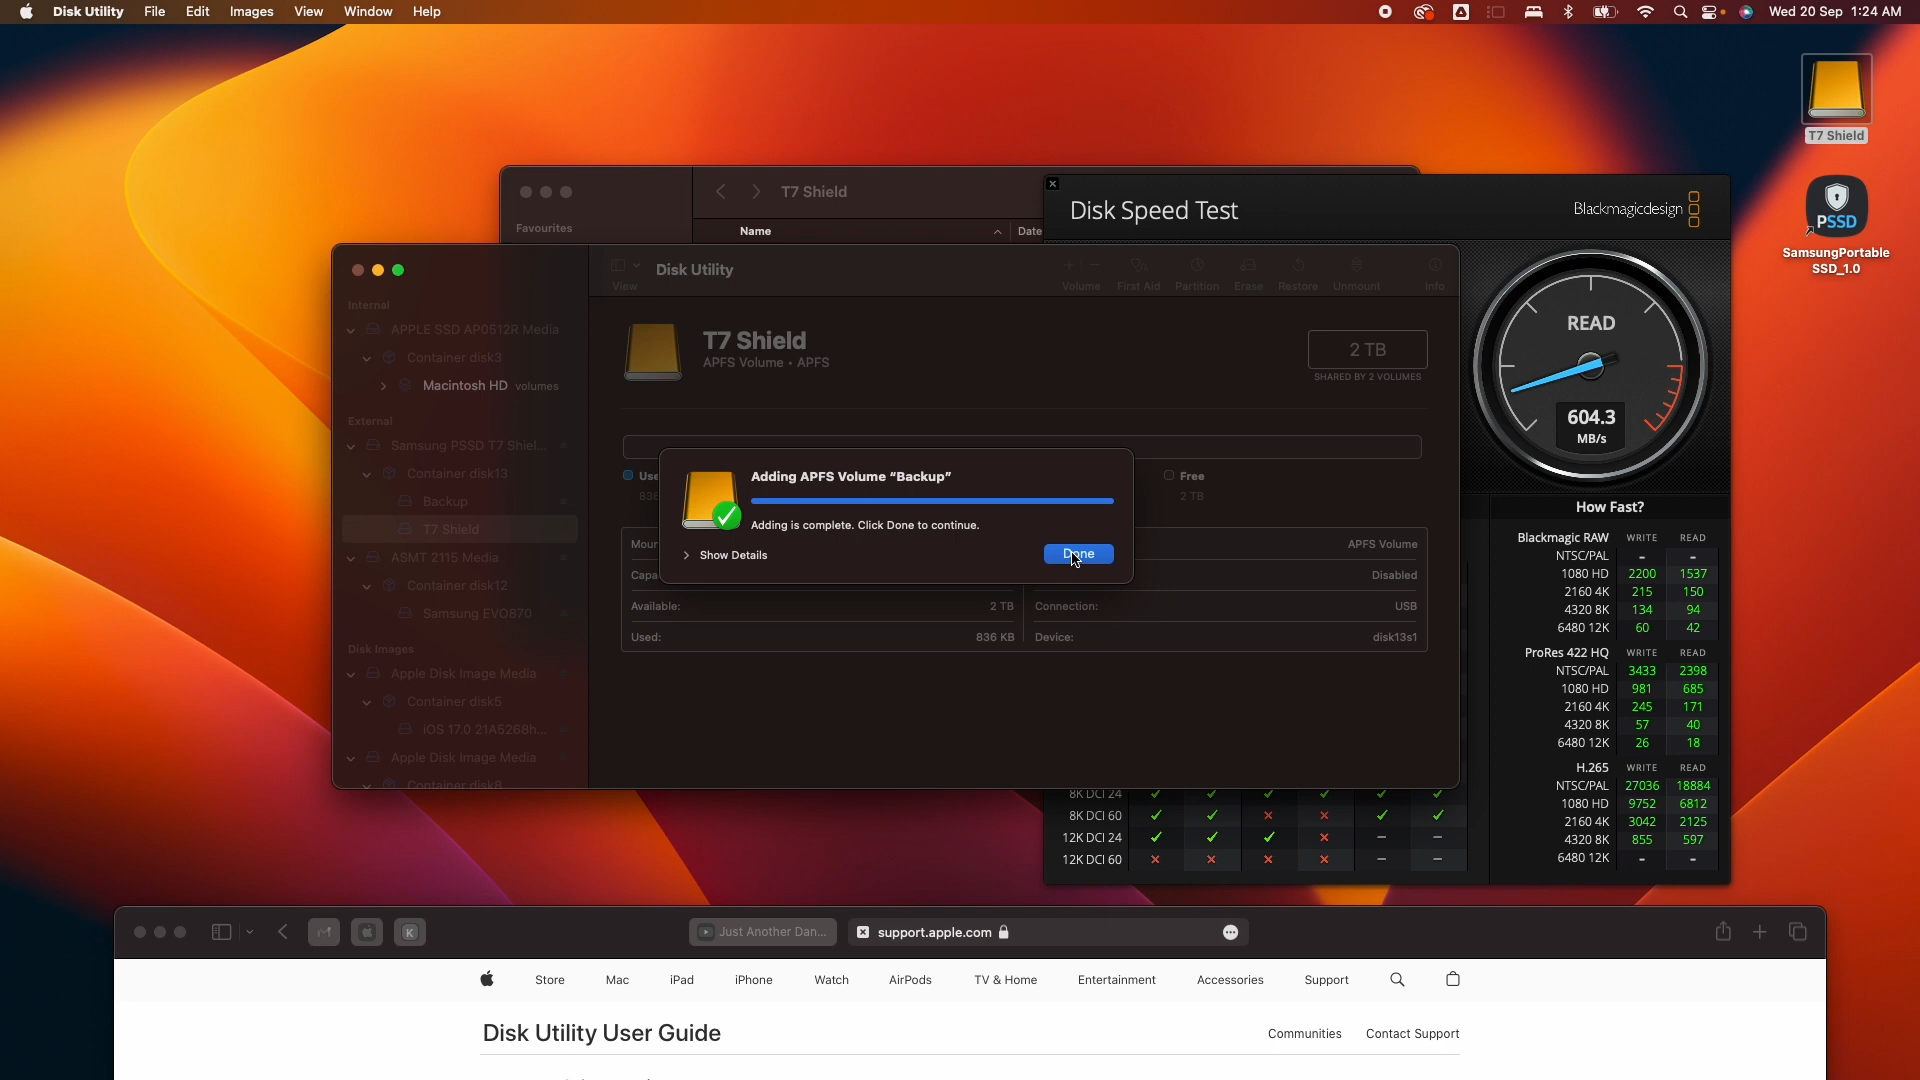 Disk Utility File Edit Images View Window Help
Wed 20 Sep 1:24 AM
T7 Shield
PSSD
SamsungPortable
SSD_1.0
T7 Shield
Favourites
Name
Date
Disk Speed Test
Blackmagicdesign
READ
604.3
MB/s
Disk Utility
View
Volume First Aid Partition Erase Restore Unmount Info
Internal
APPLE SSD AP0512R Media
Container disk3
Macintosh HD volumes
External
Samsung PSSD T7 Shiel...
Container disk13
Backup
T7 Shield
ASMT 2115 Media
Container disk12
Samsung EVO870
Disk Images
Apple Disk Image Media
Container disk5
iOS 17.0 21A5268h...
Apple Disk Image Media
Container disk8
T7 Shield
APFS Volume • APFS
2 TB
SHARED BY 2 VOLUMES
Free
2 TB
Adding APFS Volume “Backup”
Adding is complete. Click Done to continue.
Show Details
Done
APFS Volume
Disabled
Available: 2 TB
Connection: USB
Used: 836 KB
Device: disk13s1
How Fast?
Blackmagic RAW WRITE READ
NTSC/PAL - -
1080 HD 2200 1537
2160 4K 215 150
4320 8K 134 94
6480 12K 60 42
ProRes 422 HQ WRITE READ
NTSC/PAL 3433 2398
1080 HD 981 685
2160 4K 245 171
4320 8K 57 40
6480 12K 26 18
H.265 WRITE READ
NTSC/PAL 27036 18884
1080 HD 9752 6812
2160 4K 3042 2125
4320 8K 855 597
6480 12K - -
8K DCI 24 ✓ ✓ ✓ ✓ ✓ ✓
8K DCI 60 ✓ ✓ × × ✓ ✓
12K DCI 24 ✓ ✓ ✓ × – –
12K DCI 60 × × × × – –
K
Just Another Dan...
support.apple.com
Store Mac iPad iPhone Watch AirPods TV & Home Entertainment Accessories Support
Disk Utility User Guide
Communities Contact Support